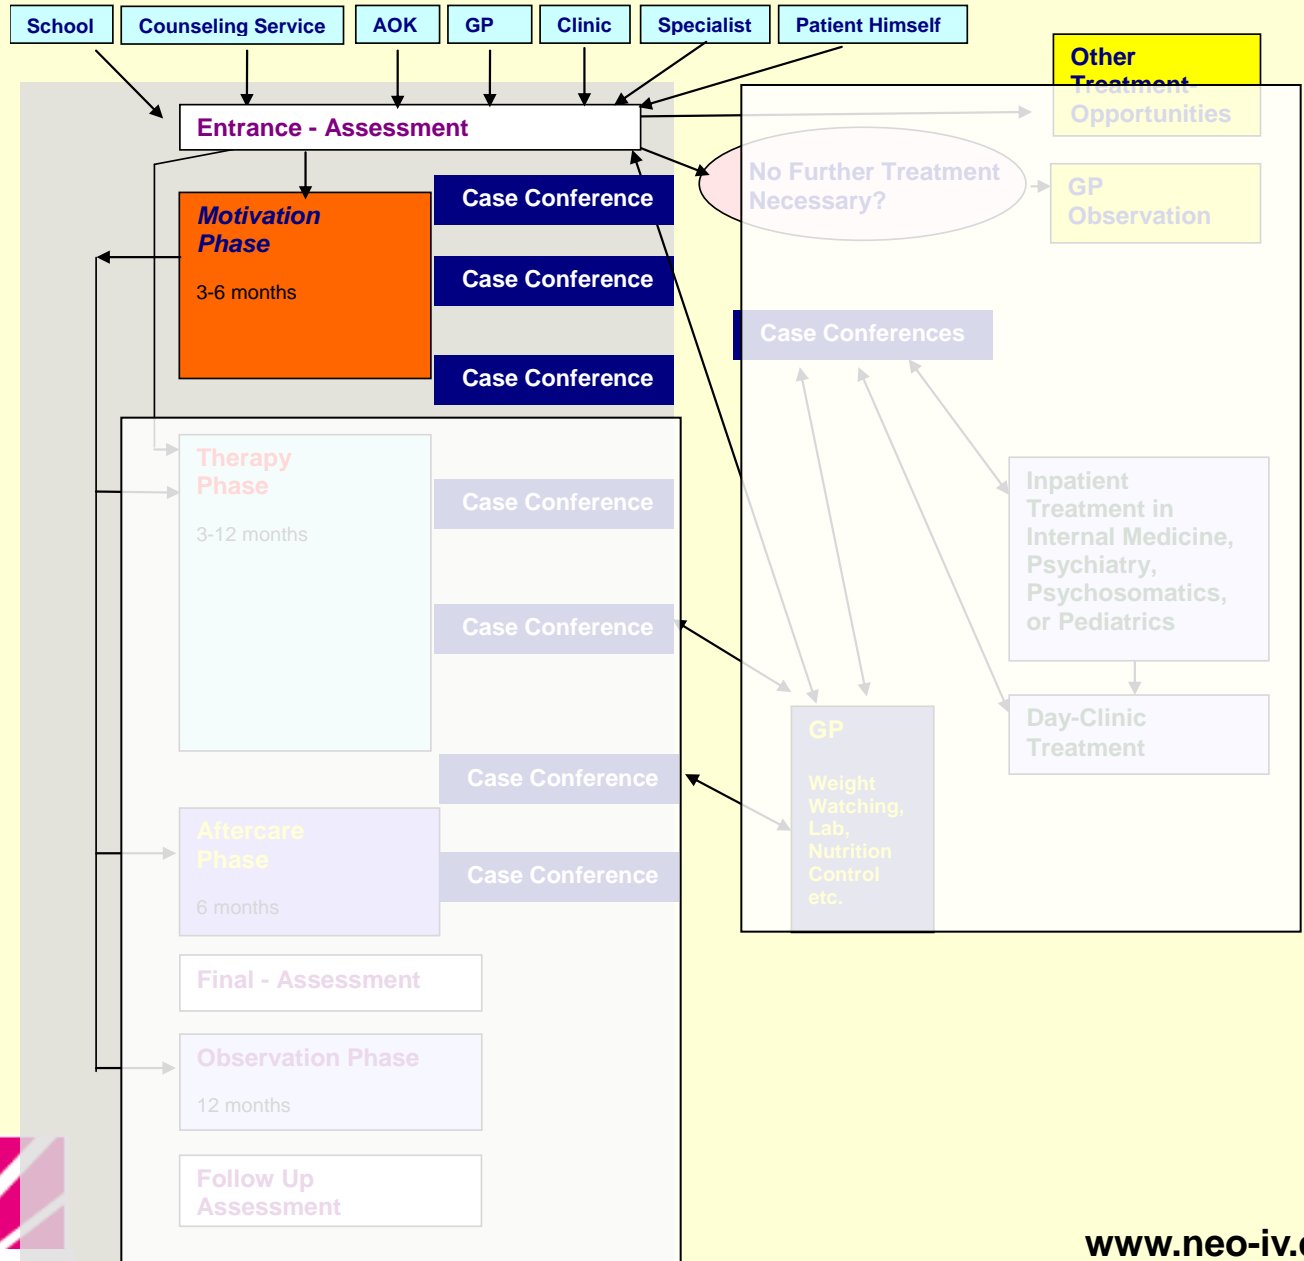 School
Counseling Service
AOK
GP
Clinic
Specialist
Patient Himself
Other
Treatment-
Opportunities
Entrance - Assessment
No Further Treatment
Necessary?
GP
Observation
Motivation
Phase
3-6 months
Case Conference
Case Conference
Case Conference
Case Conferences
Therapy
Phase
3-12 months
Case Conference
Case Conference
Inpatient
Treatment in
Internal Medicine,
Psychiatry,
Psychosomatics,
or Pediatrics
Day-Clinic
Treatment
GP
Weight
Watching,
Lab,
Nutrition
Control
etc.
Case Conference
Aftercare
Phase
6 months
Case Conference
Final - Assessment
Observation Phase
12 months
Follow Up
Assessment
www.neo-iv.